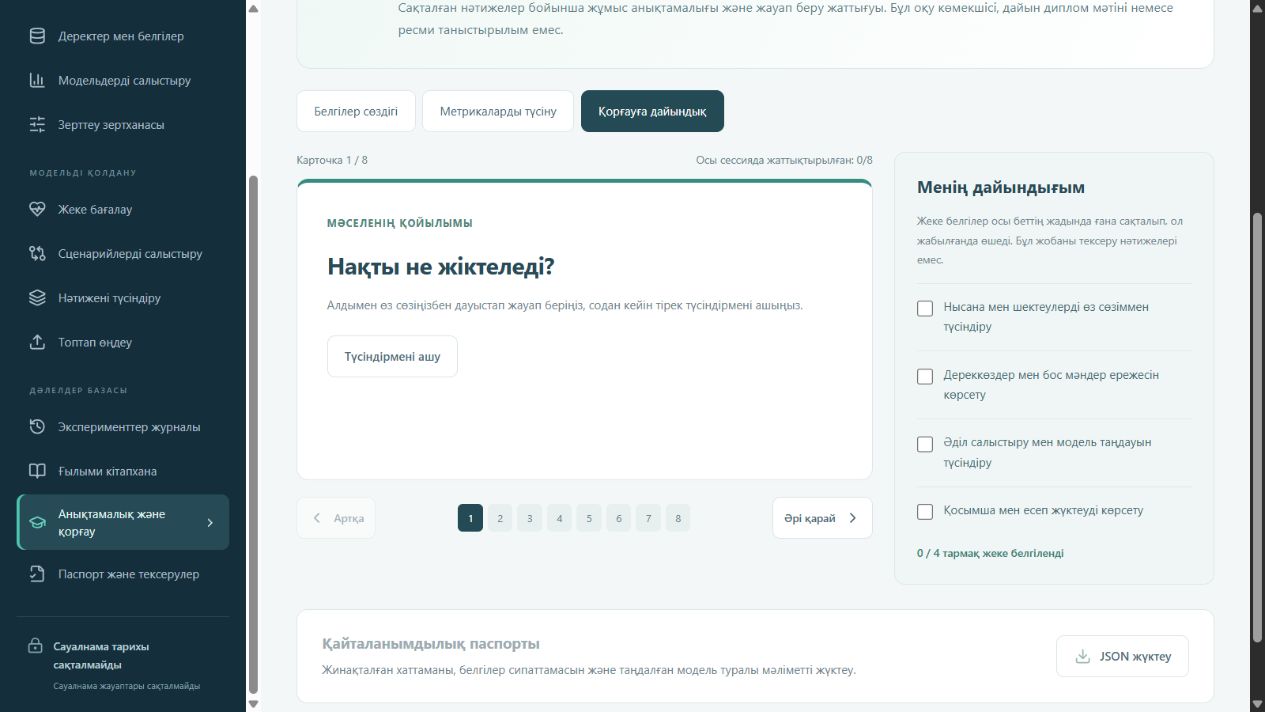 Деректер мен белгілер
Модельдерді салыстыру
Зерттеу зертханасы
МОДЕЛЬДІ ҚОЛДАНУ
Жеке бағалау
Сценарийлерді салыстыру
Нәтижені түсіндіру
Топтап өңдеу
ДӘЛЕЛДЕР БАЗАСЫ
Эксперименттер журналы
Ғылыми кітапхана
Анықтамалық және
қорғау
Паспорт және тексерулер
Сауалнама тарихы
сақталмайды
Сауалнама жауаптары сақталмайды
Сақталған нәтижелер бойынша жұмыс анықтамалығы және жауап беру жаттығуы. Бұл оқу көмекшісі, дайын диплом мәтіні немесе
ресми таныстырылым емес.
Белгілер сөздігі
Метрикаларды түсіну
Қорғауға дайындық
Карточка 1 / 8
Осы сессияда жаттықтырылған: 0/8
МӘСЕЛЕНІҢ ҚОЙЫЛЫМЫ
Нақты не жіктеледі?
Алдымен өз сөзіңізбен дауыстап жауап беріңіз, содан кейін тірек түсіндірмені ашыңыз.
Түсіндірмені ашу
Артқа
1 2 3 4 5 6 7 8
Әрі қарай
Менің дайындығым
Жеке белгілер осы беттің жадында ғана сақталып, ол
жабылғанда өшеді. Бұл жобаны тексеру нәтижелері
емес.
Нысана мен шектеулерді өз сөзіммен
түсіндіру
Дереккөздер мен бос мәндер ережесін
көрсету
Әділ салыстыру мен модель таңдауын
түсіндіру
Қосымша мен есеп жүктеуді көрсету
0 / 4 тармақ жеке белгіленді
Қайталанымдылық паспорты
Жинақталған хаттаманы, белгілер сипаттамасын және таңдалған модель туралы мәліметті жүктеу.
JSON жүктеу